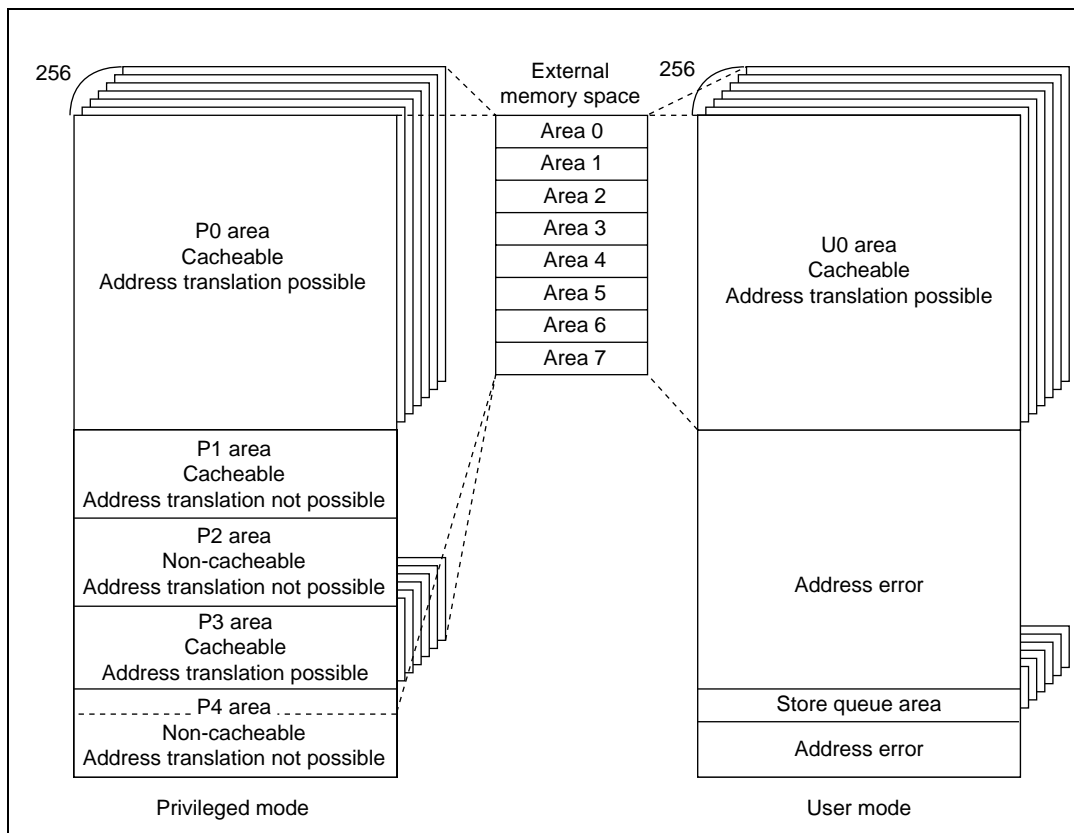 256
External
memory space
256
Area 0
Area 1
Area 2
Area 3
Area 4
Area 5
Area 6
Area 7
P0 area
Cacheable
Address translation possible
U0 area
Cacheable
Address translation possible
P1 area
Cacheable
Address translation not possible
P2 area
Non-cacheable
Address translation not possible
P3 area
Cacheable
Address translation possible
P4 area
Non-cacheable
Address translation not possible
Address error
Store queue area
Address error
Privileged mode
User mode